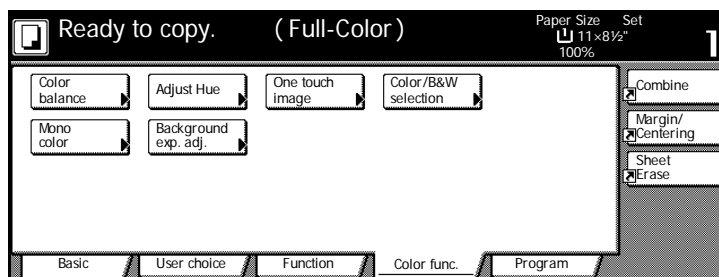 Ready to copy. (Full-Color)
Paper Size Set
11×8½"
100%
1
Color balance
Adjust Hue
One touch image
Color/B&W selection
Mono color
Background exp. adj.
Combine
Margin/
Centering
Sheet
Erase
Basic
User choice
Function
Color func.
Program